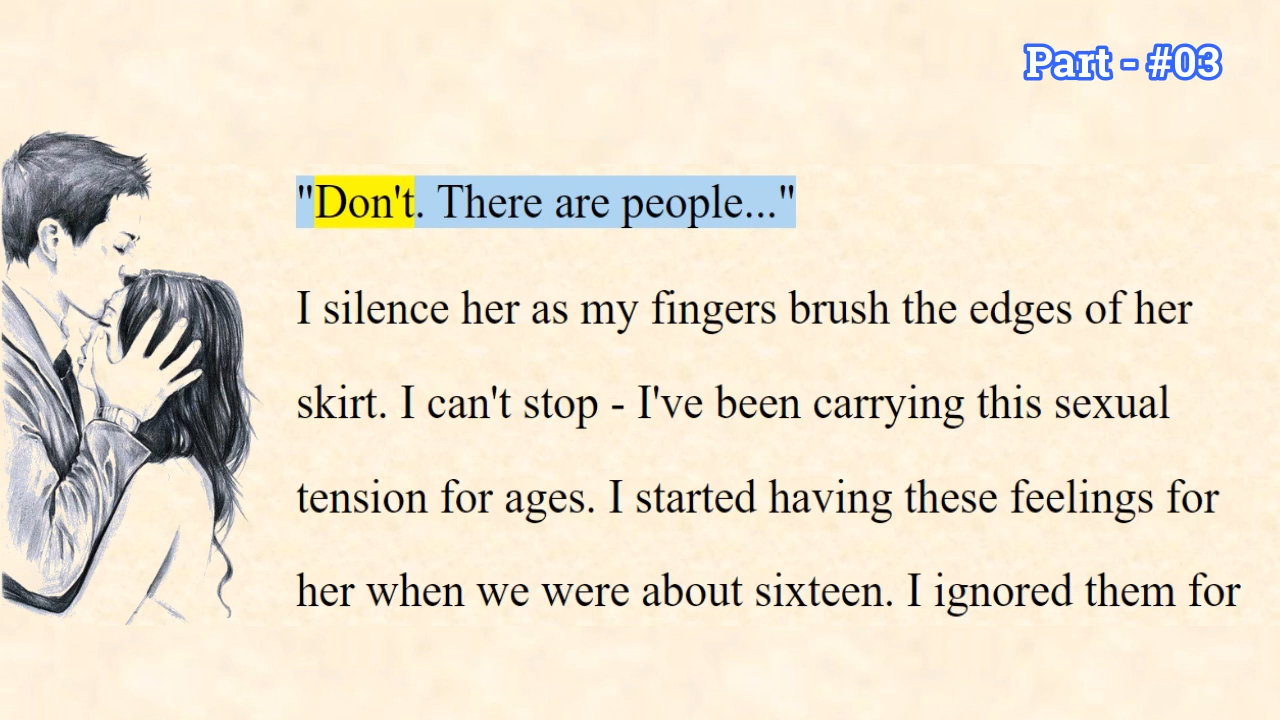 Part - #03
"Don't. There are people..."
I silence her as my fingers brush the edges of her
skirt. I can't stop - I've been carrying this sexual
tension for ages. I started having these feelings for
her when we were about sixteen. I ignored them for